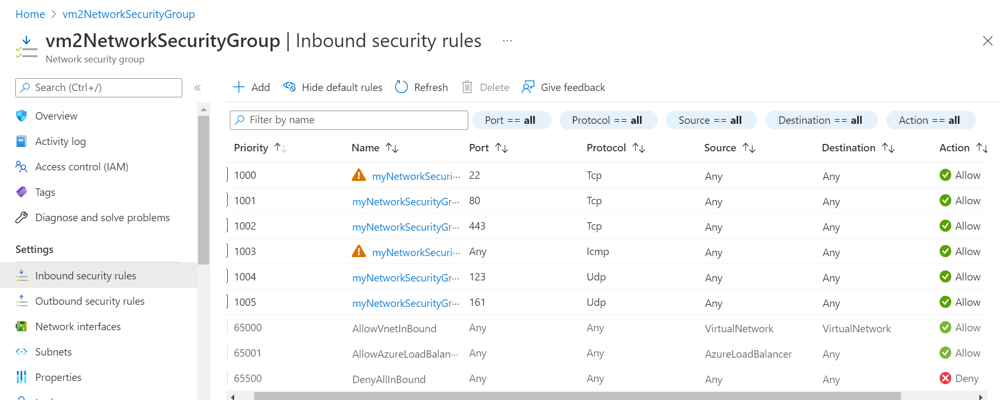 Home > vm2NetworkSecurityGroup
vm2NetworkSecurityGroup | Inbound security rules ...
Network security group
Search (Ctrl+/) «
Overview
Activity log
Access control (IAM)
Tags
Diagnose and solve problems
Settings
Inbound security rules
Outbound security rules
Network interfaces
Subnets
Properties
Add Hide default rules Refresh Delete Give feedback
Filter by name Port == all Protocol == all Source == all Destination == all Action == all
Priority Name Port Protocol Source Destination Action
1000 myNetworkSecuri... 22 Tcp Any Any Allow
1001 myNetworkSecurityGr... 80 Tcp Any Any Allow
1002 myNetworkSecurityGr... 443 Tcp Any Any Allow
1003 myNetworkSecuri... Any Icmp Any Any Allow
1004 myNetworkSecurityGr... 123 Udp Any Any Allow
1005 myNetworkSecurityGr... 161 Udp Any Any Allow
65000 AllowVnetInBound Any Any VirtualNetwork VirtualNetwork Allow
65001 AllowAzureLoadBalan... Any Any AzureLoadBalancer Any Allow
65500 DenyAllInBound Any Any Any Any Deny